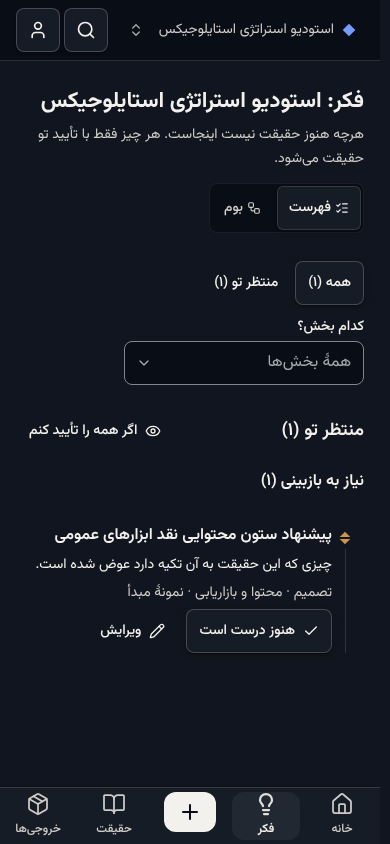 استودیو استراتژی استایلوجیکس
فکر: استودیو استراتژی استایلوجیکس
هرچه هنوز حقیقت نیست اینجاست. هر چیز فقط با تأیید تو
حقیقت می‌شود.
فهرست
بوم
همه (۱)
منتظر تو (۱)
کدام بخش؟
همهٔ بخش‌ها
منتظر تو (۱)
اگر همه را تأیید کنم
نیاز به بازبینی (۱)
پیشنهاد ستون محتوایی نقد ابزارهای عمومی
چیزی که این حقیقت به آن تکیه دارد عوض شده است.
تصمیم · محتوا و بازاریابی · نمونهٔ مبدأ
هنوز درست است
ویرایش
خانه
فکر
حقیقت
خروجی‌ها